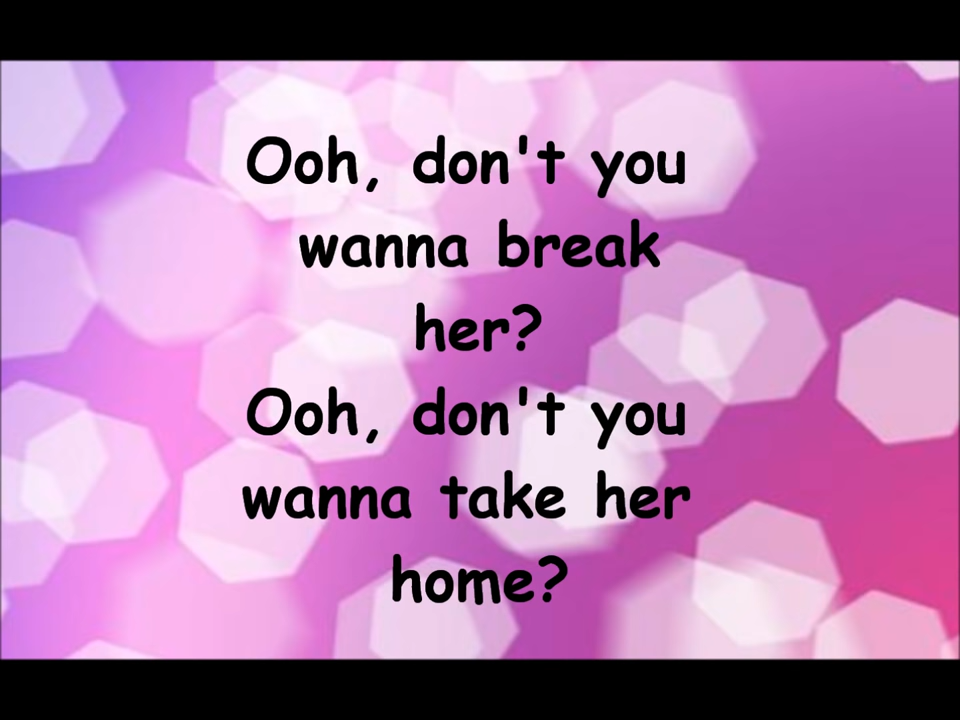 Ooh, don't you
wanna break
her?
Ooh, don't you
wanna take her
home?